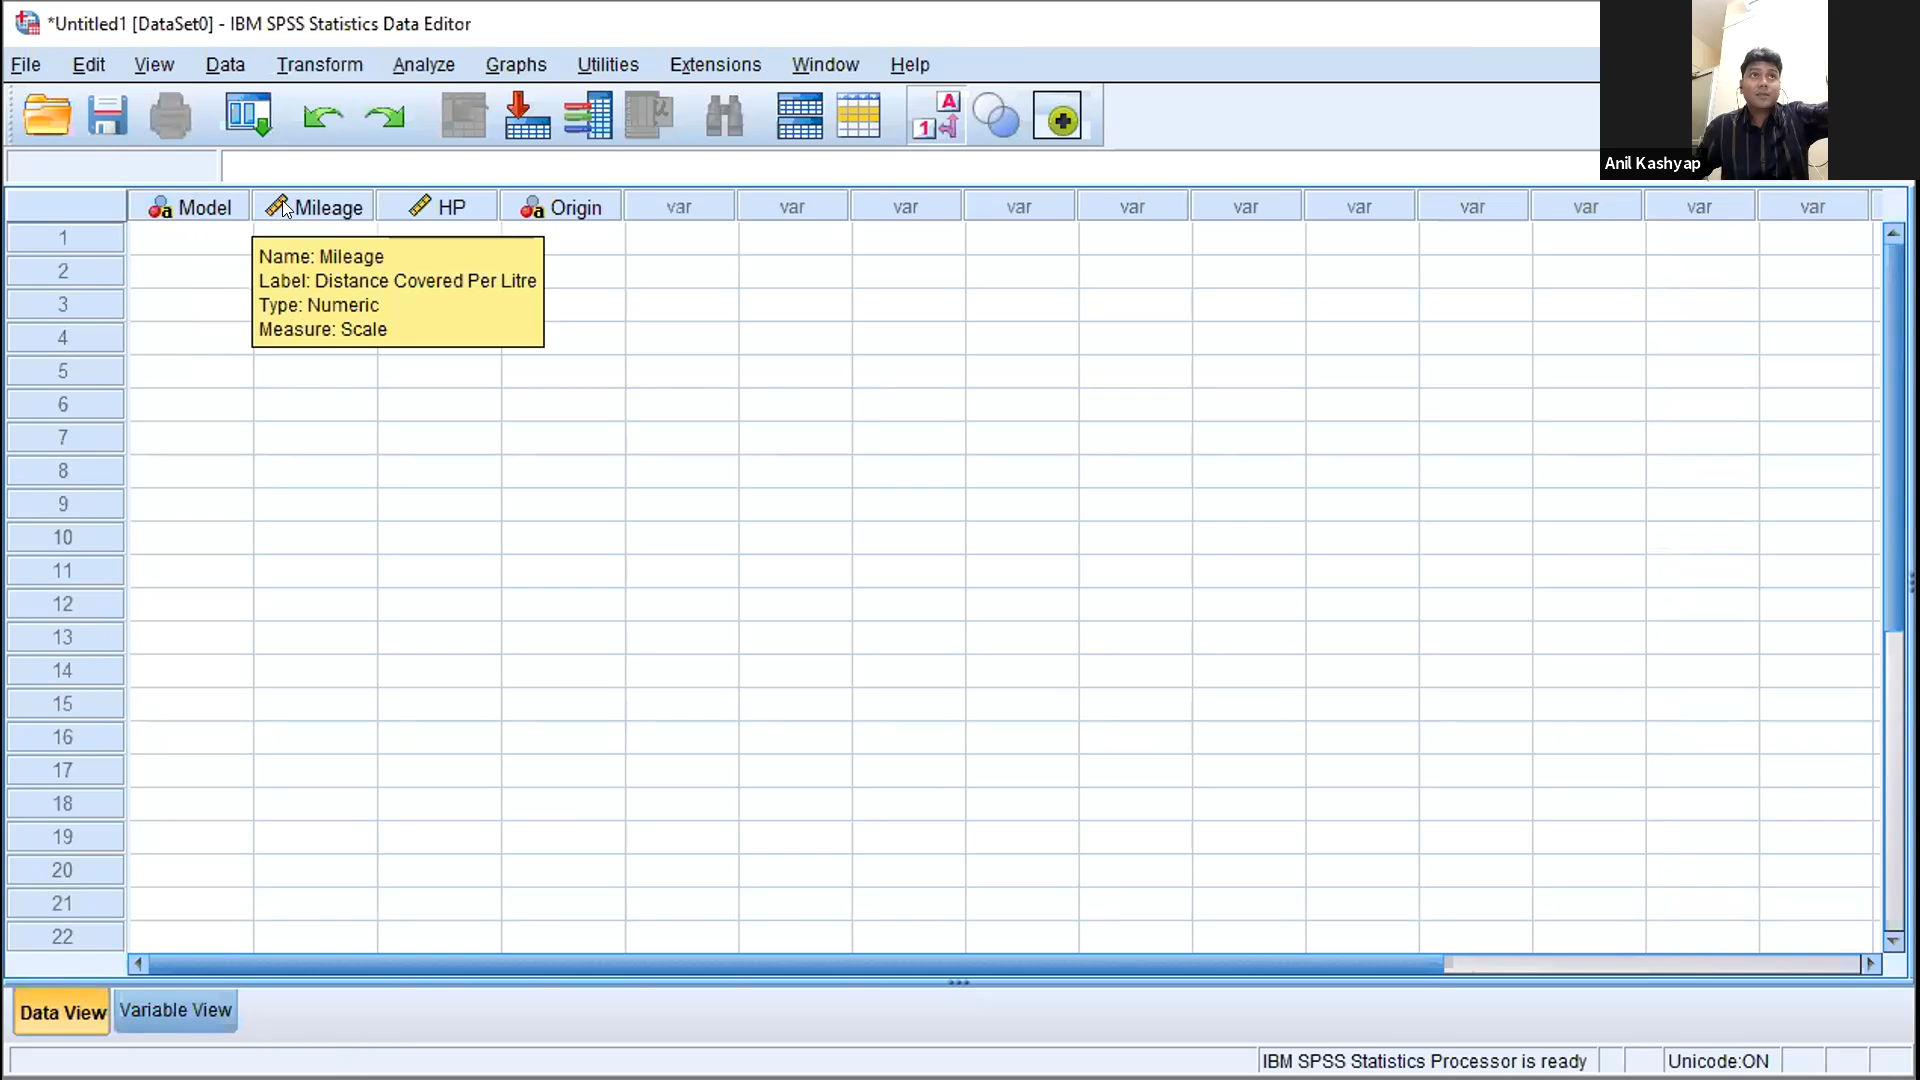 *Untitled1 [DataSet0] - IBM SPSS Statistics Data Editor
File Edit View Data Transform Analyze Graphs Utilities Extensions Window Help
A
1
Anil Kashyap
Model Mileage HP Origin var var var var var var var var var var var
1
Name: Mileage
2
Label: Distance Covered Per Litre
3
Type: Numeric
4
Measure: Scale
5
6
7
8
9
10
11
12
13
14
15
16
17
18
19
20
21
22
Data View Variable View
IBM SPSS Statistics Processor is ready Unicode:ON